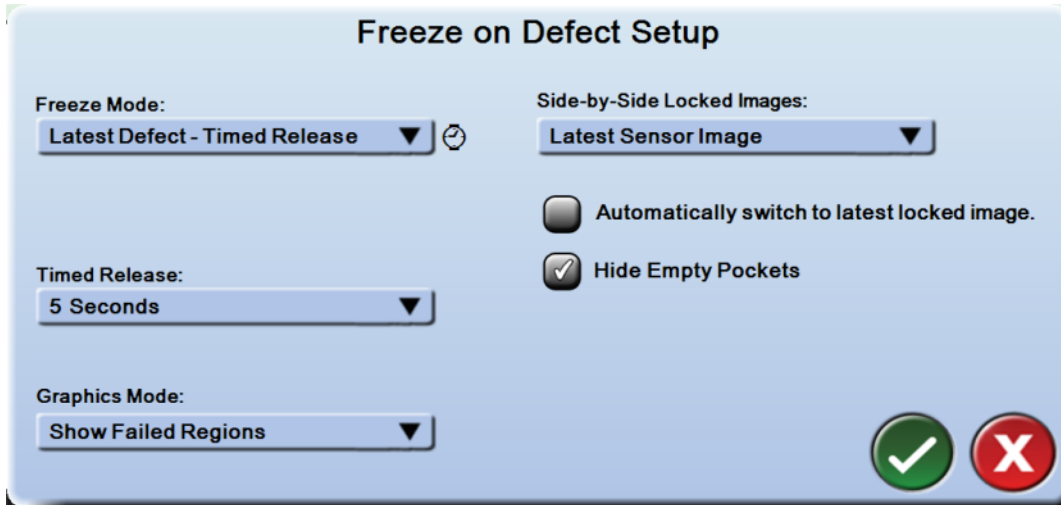 Freeze on Defect Setup
Freeze Mode:
Latest Defect - Timed Release
Side-by-Side Locked Images:
Latest Sensor Image
Automatically switch to latest locked image.
Hide Empty Pockets
Timed Release:
5 Seconds
Graphics Mode:
Show Failed Regions